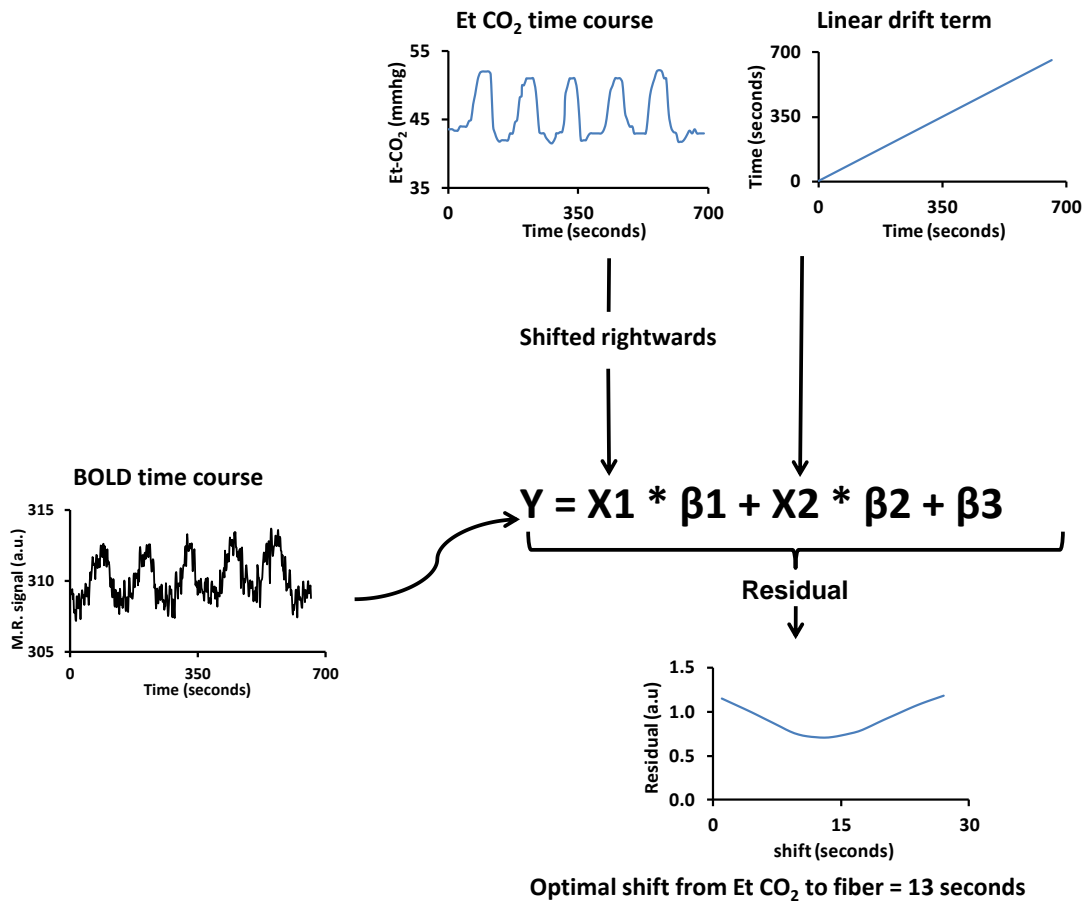 Et CO₂ time course
55
45
35
Et-CO₂ (mmhg)
0 350 700
Time (seconds)
Linear drift term
700
350
0
Time (seconds)
0 350 700
Time (seconds)
Shifted rightwards
BOLD time course
315
310
305
M.R. signal (a.u.)
0 350 700
Time (seconds)
Y = X1 * β1 + X2 * β2 + β3
Residual
1.5
1.0
0.5
0.0
Residual (a.u)
0 15 30
shift (seconds)
Optimal shift from Et CO₂ to fiber = 13 seconds